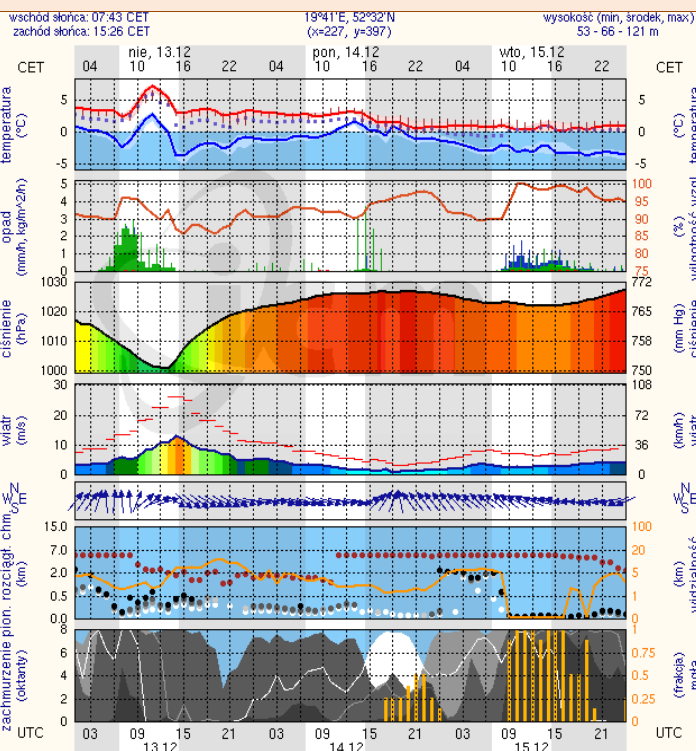 wschód słońca: 07:43 CET
zachód słońca: 15:26 CET
19°41'E, 52°32'N
(x=227, y=397)
wysokość (min, środek, max)
53 - 66 - 121 m
nie, 13.12 pon, 14.12 wto, 15.12
CET 04 10 16 22 04 10 16 22 04 10 16 22 CET
temperatura
(°C)
5
0
-5
5
0
-5
temperatura
(°C)
opad
(mm/h, kg/m^2/h)
5
4
3
2
1
0
100
95
90
85
80
75
(%)
wilgotność wzgl.
ciśnienie
(hPa)
1030
1020
1010
1000
772
765
758
750
(mm Hg)
ciśnienie
wiatr
(m/s)
30
20
10
0
108
72
36
0
(km/h)
wiatr
N
W E
S
N
W E
S
pion. rozciągł. chm.
(km)
15.0
7.0
2.0
0.5
0.0
100
20
5
1
0
(km)
widzialność
zachmurzenie
(oktanty)
8
6
4
2
0
1
0.75
0.5
0.25
0
(frakcja)
mgła
UTC 03 09 15 21 03 09 15 21 03 09 15 21 UTC
13.12 14.12 15.12